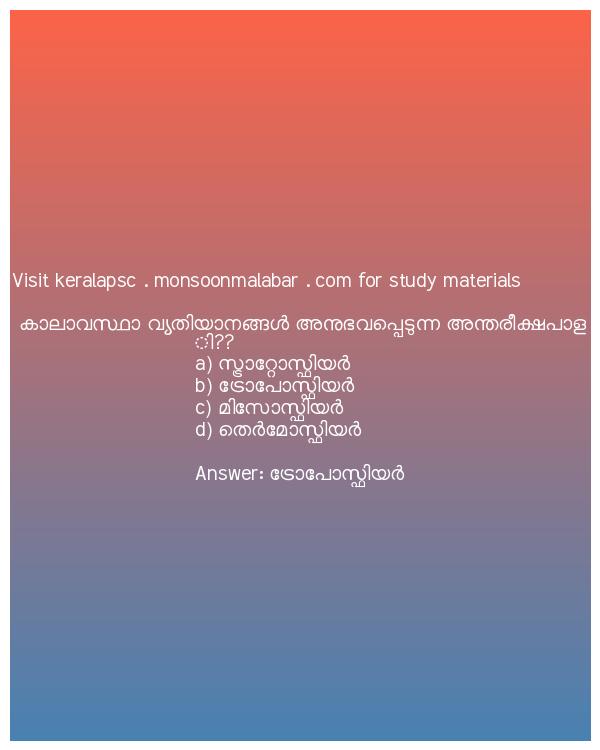 Visit keralapsc . monsoonmalabar . com for study materials
കാലാവസ്ഥാ വ്യതിയാനങ്ങൾ അനുഭവപ്പെടുന്ന അന്തരീക്ഷപാള
ി??
a) സ്ട്രാറ്റോസ്ഫിയർ
b) ട്രോപോസ്ഫിയർ
c) മിസോസ്ഫിയർ
d) തെർമോസ്ഫിയർ
Answer: ട്രോപോസ്ഫിയർ